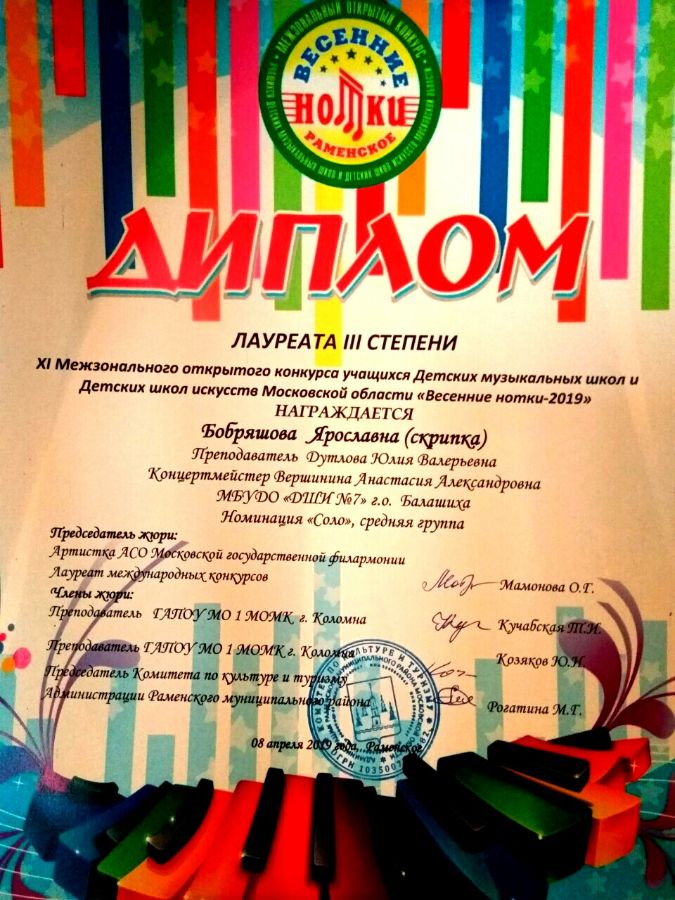 МЕЖЗОНАЛЬНЫЙ ОТКРЫТЫЙ КОНКУРС
ВЕСЕННИЕ
НОТКИ
РАМЕНСКОЕ
ДИПЛОМ
ЛАУРЕАТА III СТЕПЕНИ
XI Межзонального открытого конкурса учащихся Детских музыкальных школ и
Детских школ искусств Московской области «Весенние нотки-2019»
НАГРАЖДАЕТСЯ
Бобряшова Ярославна (скрипка)
Преподаватель Дутлова Юлия Валерьевна
Концертмейстер Вершинина Анастасия Александровна
МБУДО «ДШИ №7» г.о. Балашиха
Номинация «Соло», средняя группа
Председатель жюри:
Артистка АСО Московской государственной филармонии
Лауреат международных конкурсов Мамонова О.Г.
Члены жюри:
Преподаватель ГАПОУ МО 1 МОМК г. Коломна Кучабская Т.И.
Преподаватель ГАПОУ МО 1 МОМК г. Коломна Козяков Ю.Н.
Председатель Комитета по культуре и туризму
Администрации Раменского муниципального района Рогатина М.Г.
08 апреля 2019 года, Раменское